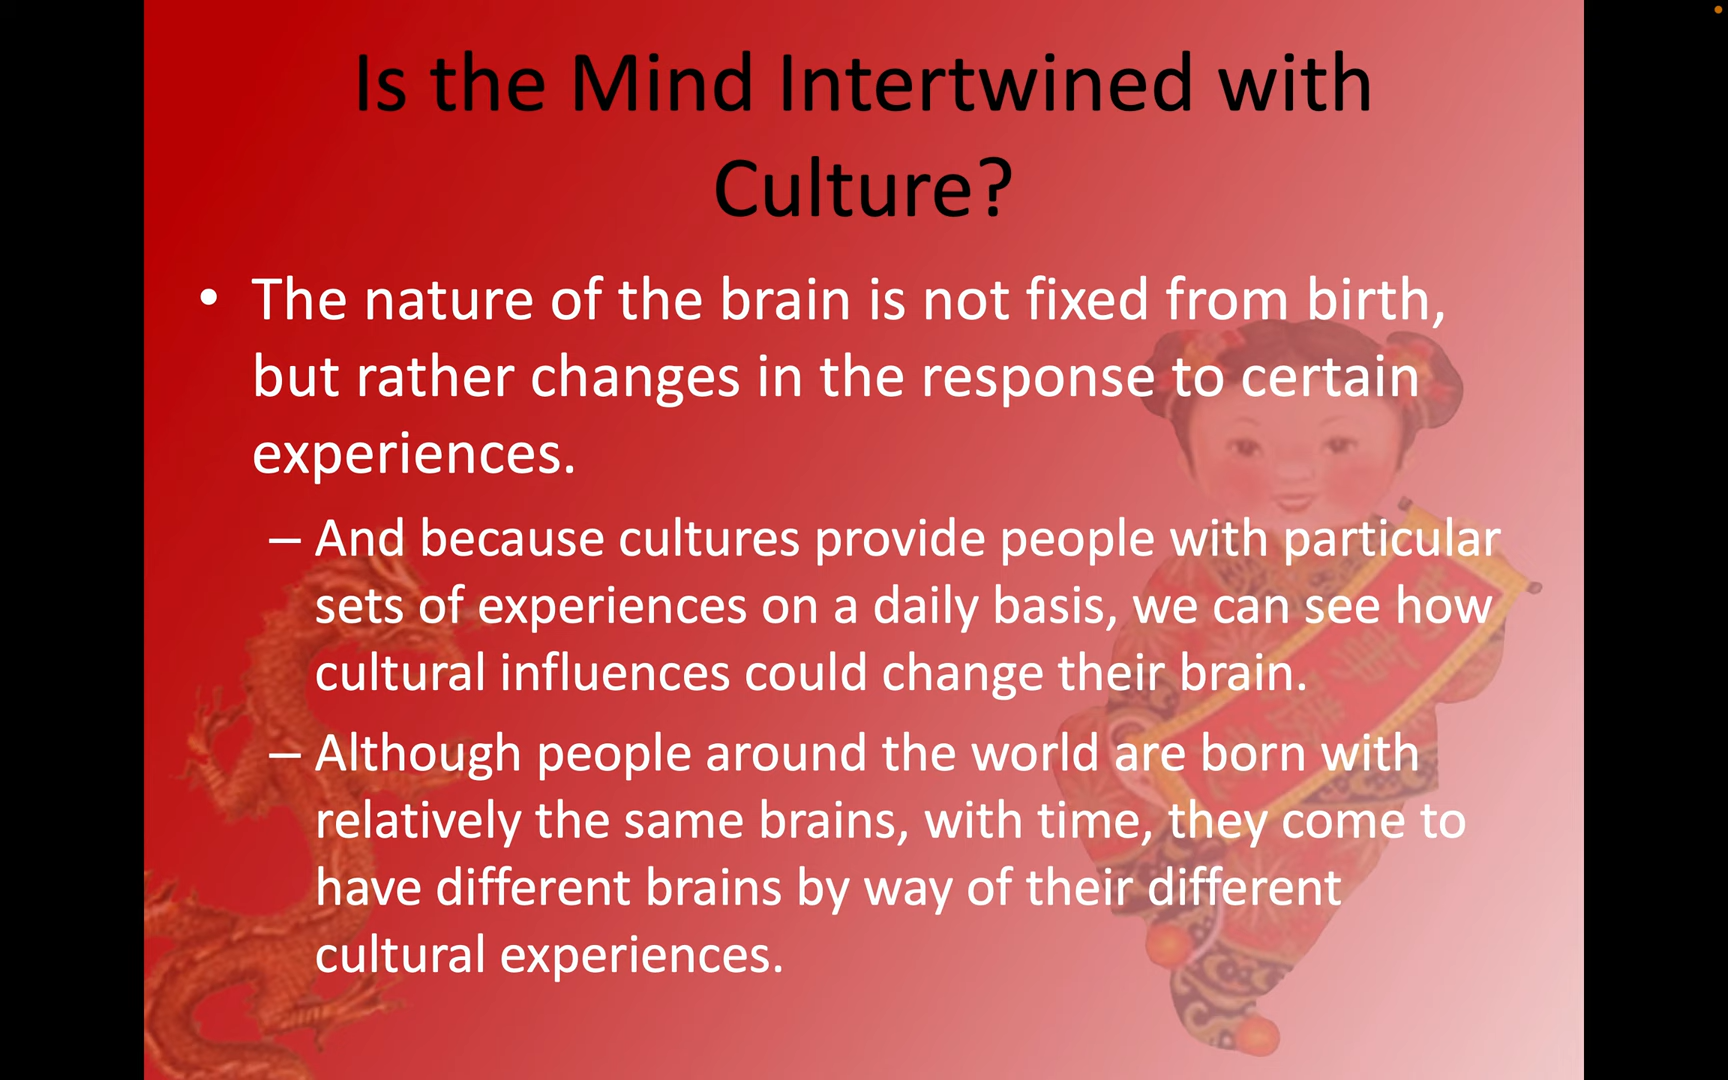 Is the Mind Intertwined with
Culture?
• The nature of the brain is not fixed from birth,
but rather changes in the response to certain
experiences.
– And because cultures provide people with particular
sets of experiences on a daily basis, we can see how
cultural influences could change their brain.
– Although people around the world are born with
relatively the same brains, with time, they come to
have different brains by way of their different
cultural experiences.